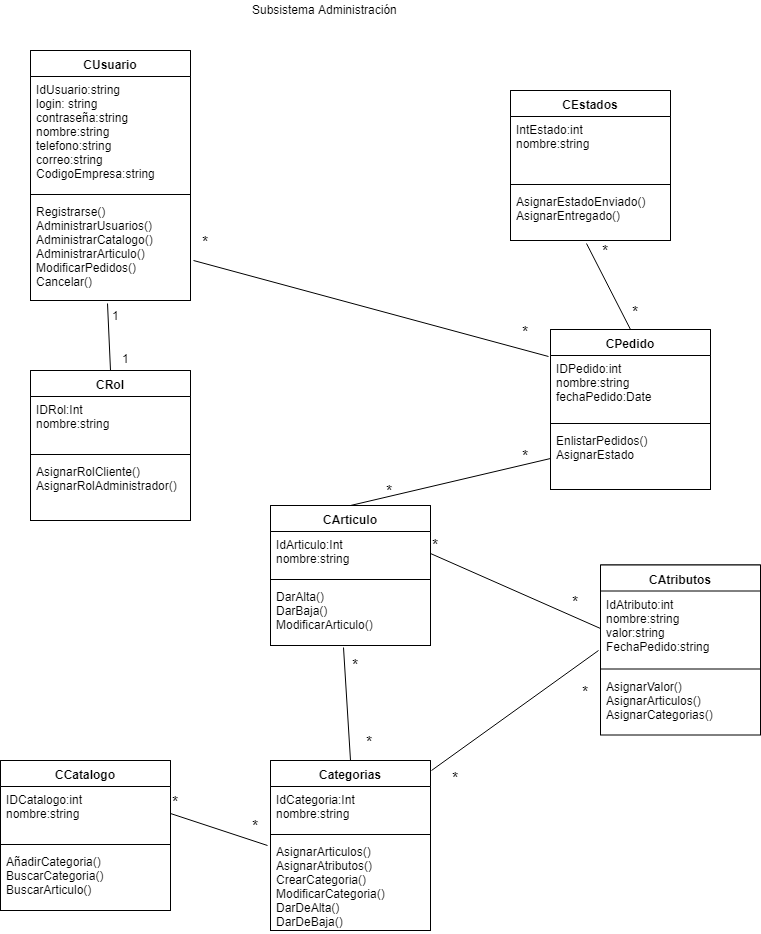 Subsistema Administración
CUsuario
IdUsuario:string
login: string
contraseña:string
nombre:string
telefono:string
correo:string
CodigoEmpresa:string
Registrarse()
AdministrarUsuarios()
AdministrarCatalogo()
AdministrarArticulo()
ModificarPedidos()
Cancelar()
CEstados
IntEstado:int
nombre:string
AsignarEstadoEnviado()
AsignarEntregado()
*
*
*
*
1
1
CRol
IDRol:Int
nombre:string
AsignarRolCliente()
AsignarRolAdministrador()
CPedido
IDPedido:int
nombre:string
fechaPedido:Date
EnlistarPedidos()
AsignarEstado
*
*
CArticulo
IdArticulo:Int
nombre:string
DarAlta()
DarBaja()
ModificarArticulo()
*
*
CAtributos
IdAtributo:int
nombre:string
valor:string
FechaPedido:string
AsignarValor()
AsignarArticulos()
AsignarCategorias()
*
*
*
*
CCatalogo
IDCatalogo:int
nombre:string
AñadirCategoria()
BuscarCategoria()
BuscarArticulo()
*
*
Categorias
IdCategoria:Int
nombre:string
AsignarArticulos()
AsignarAtributos()
CrearCategoria()
ModificarCategoria()
DarDeAlta()
DarDeBaja()